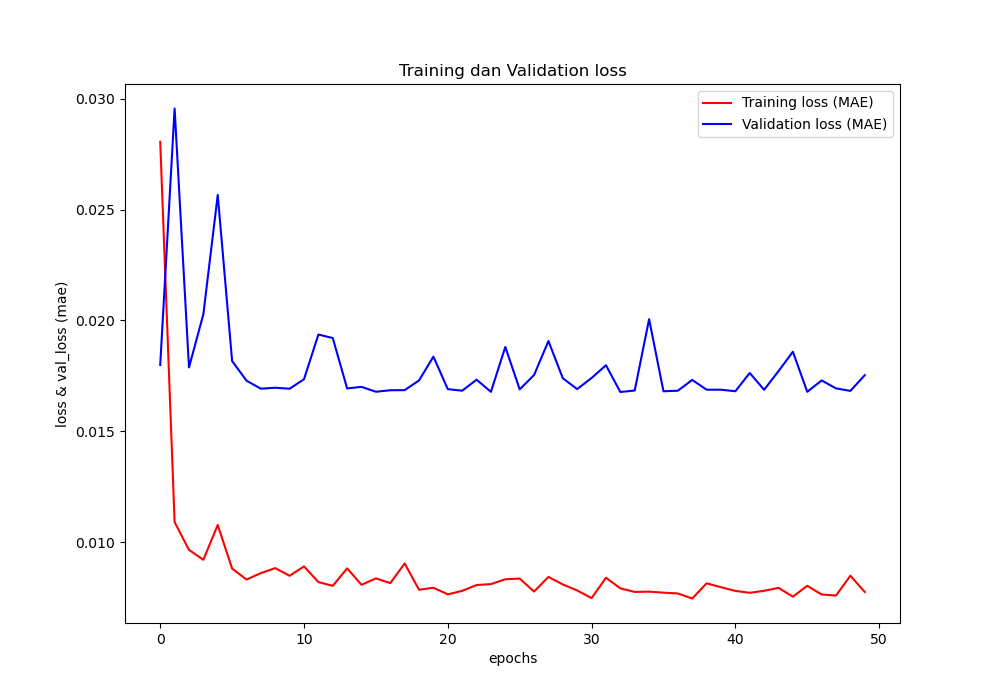 Training dan Validation loss
Training loss (MAE)
Validation loss (MAE)
loss & val_loss (mae)
0.030
0.025
0.020
0.015
0.010
0 10 20 30 40 50
epochs